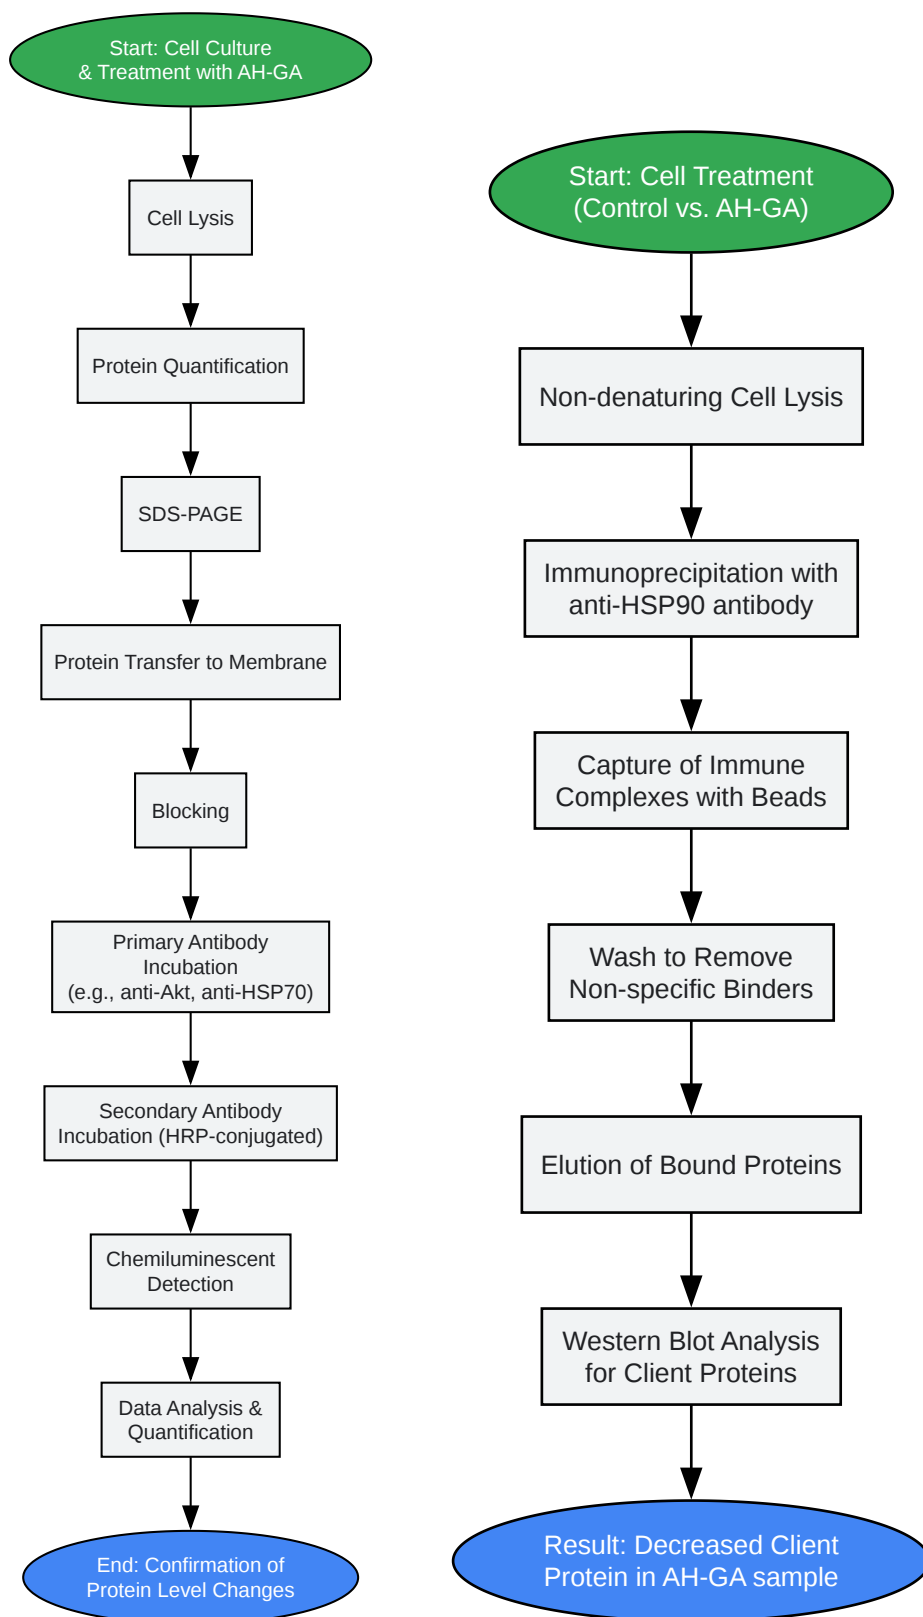 Start: Cell Culture
& Treatment with AH-GA
Cell Lysis
Protein Quantification
SDS-PAGE
Protein Transfer to Membrane
Blocking
Primary Antibody
Incubation
(e.g., anti-Akt, anti-HSP70)
Secondary Antibody
Incubation (HRP-conjugated)
Chemiluminescent
Detection
Data Analysis &
Quantification
End: Confirmation of
Protein Level Changes
Start: Cell Treatment
(Control vs. AH-GA)
Non-denaturing Cell Lysis
Immunoprecipitation with
anti-HSP90 antibody
Capture of Immune
Complexes with Beads
Wash to Remove
Non-specific Binders
Elution of Bound Proteins
Western Blot Analysis
for Client Proteins
Result: Decreased Client
Protein in AH-GA sample